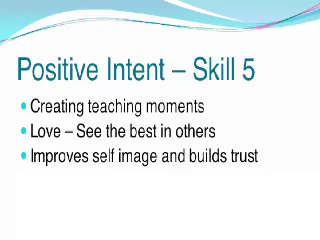 Positive Intent – Skill 5
Creating teaching moments
Love – See the best in others
Improves self image and builds trust